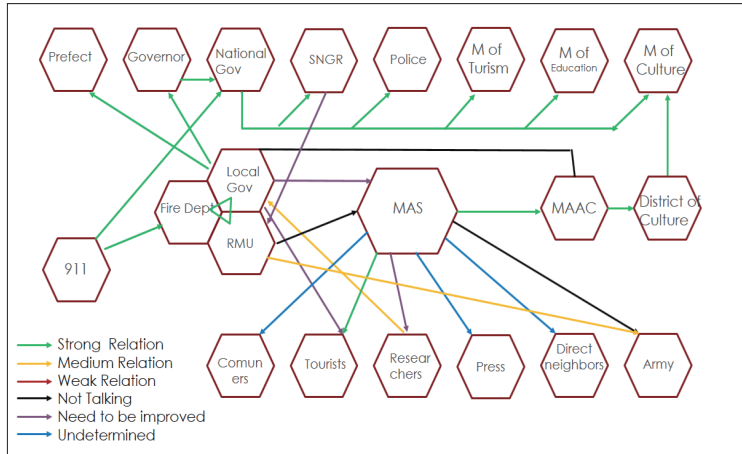 Prefect
Governor
National
Gov
SNGR
Police
M of
Turism
M of
Education
M of
Culture
Local
Gov
Fire Dept
RMU
MAS
MAAC
District of
Culture
911
Strong Relation
Medium Relation
Weak Relation
Not Talking
Need to be improved
Undetermined
Comun
ers
Tourists
Resear
chers
Press
Direct
neighbors
Army